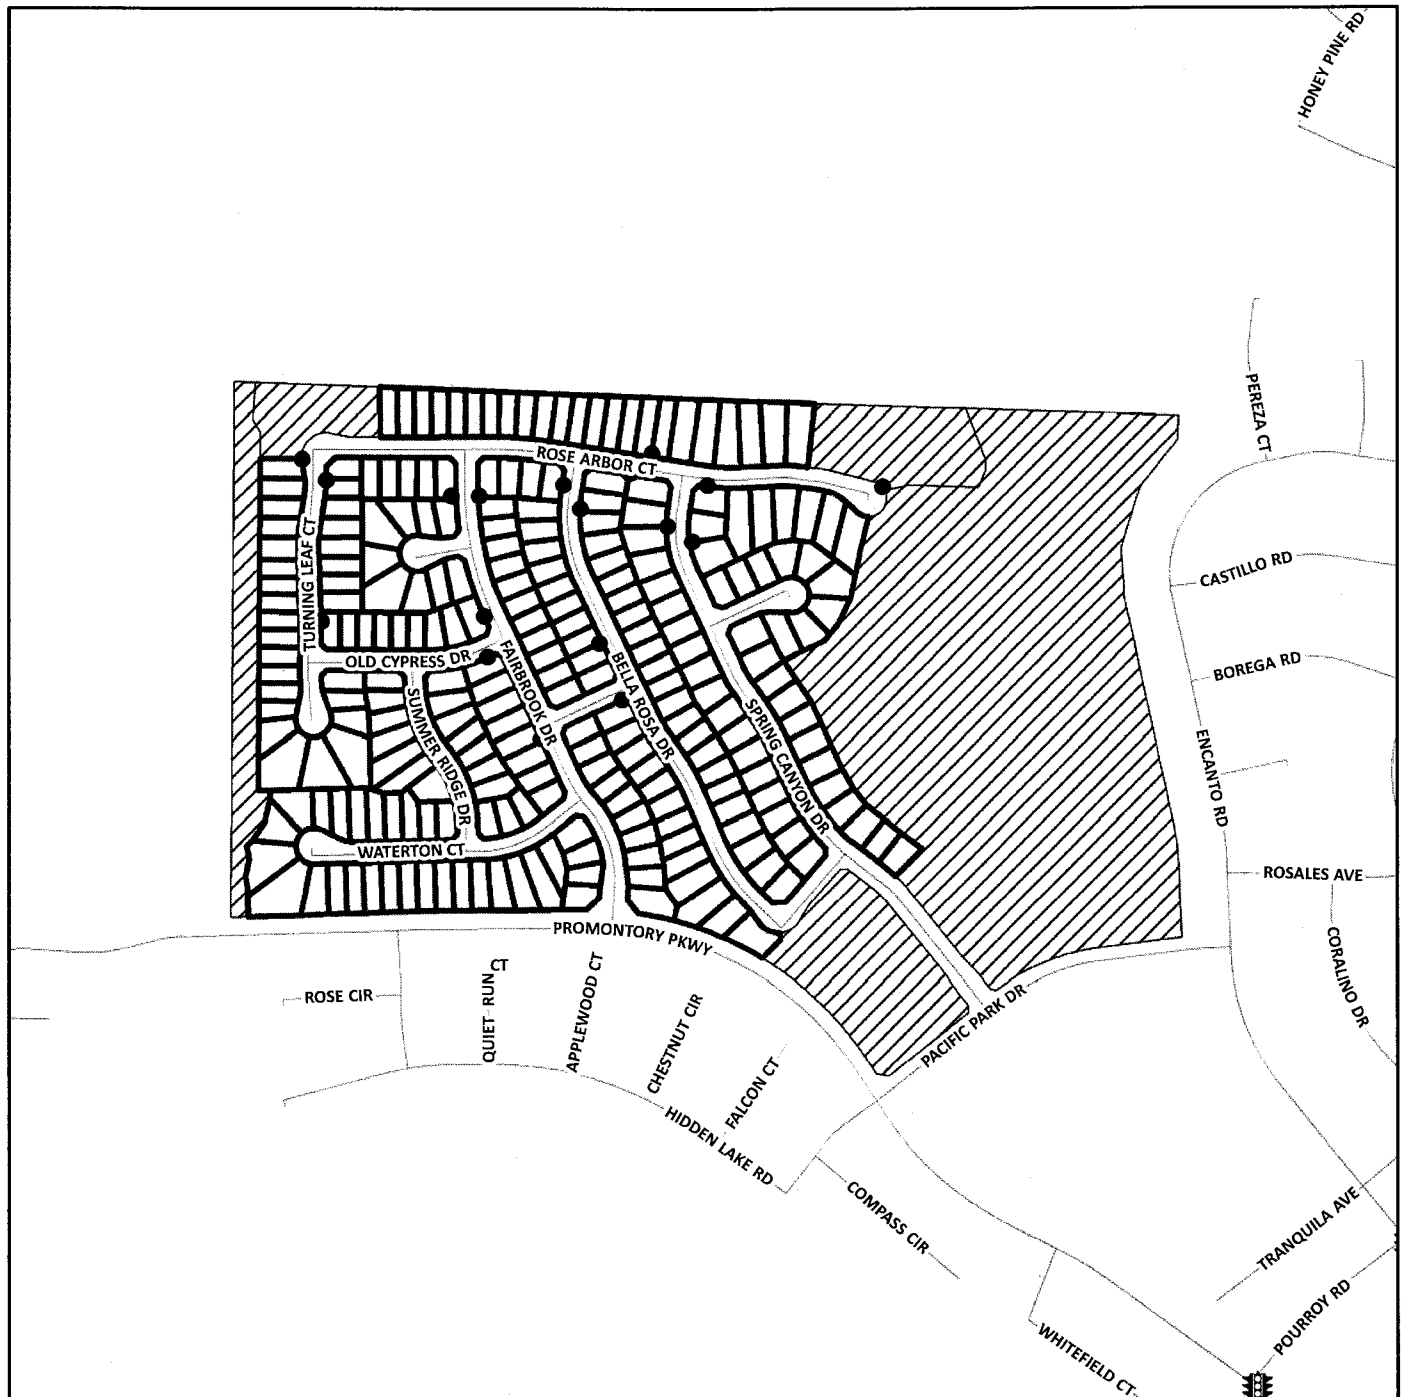 HONEY PINE RD
PEREZA CT
ROSE ARBOR CT
TURNING LEAF CT
CASTILLO RD
OLD CYPRESS DR
FAIRBROOK DR
BELLA ROSA DR
BOREGA RD
SUMMER RIDGE DR
SPRING CANYON DR
ENCANTO RD
WATERTON CT
ROSALES AVE
PROMONTORY PKWY
CORALINO DR
ROSE CIR
QUIET RUN CT
APPLEWOOD CT
CHESTNUT CIR
FALCON CT
PACIFIC PARK DR
HIDDEN LAKE RD
COMPASS CIR
TRANQUILA AVE
POURROY RD
WHITEFIELD CT